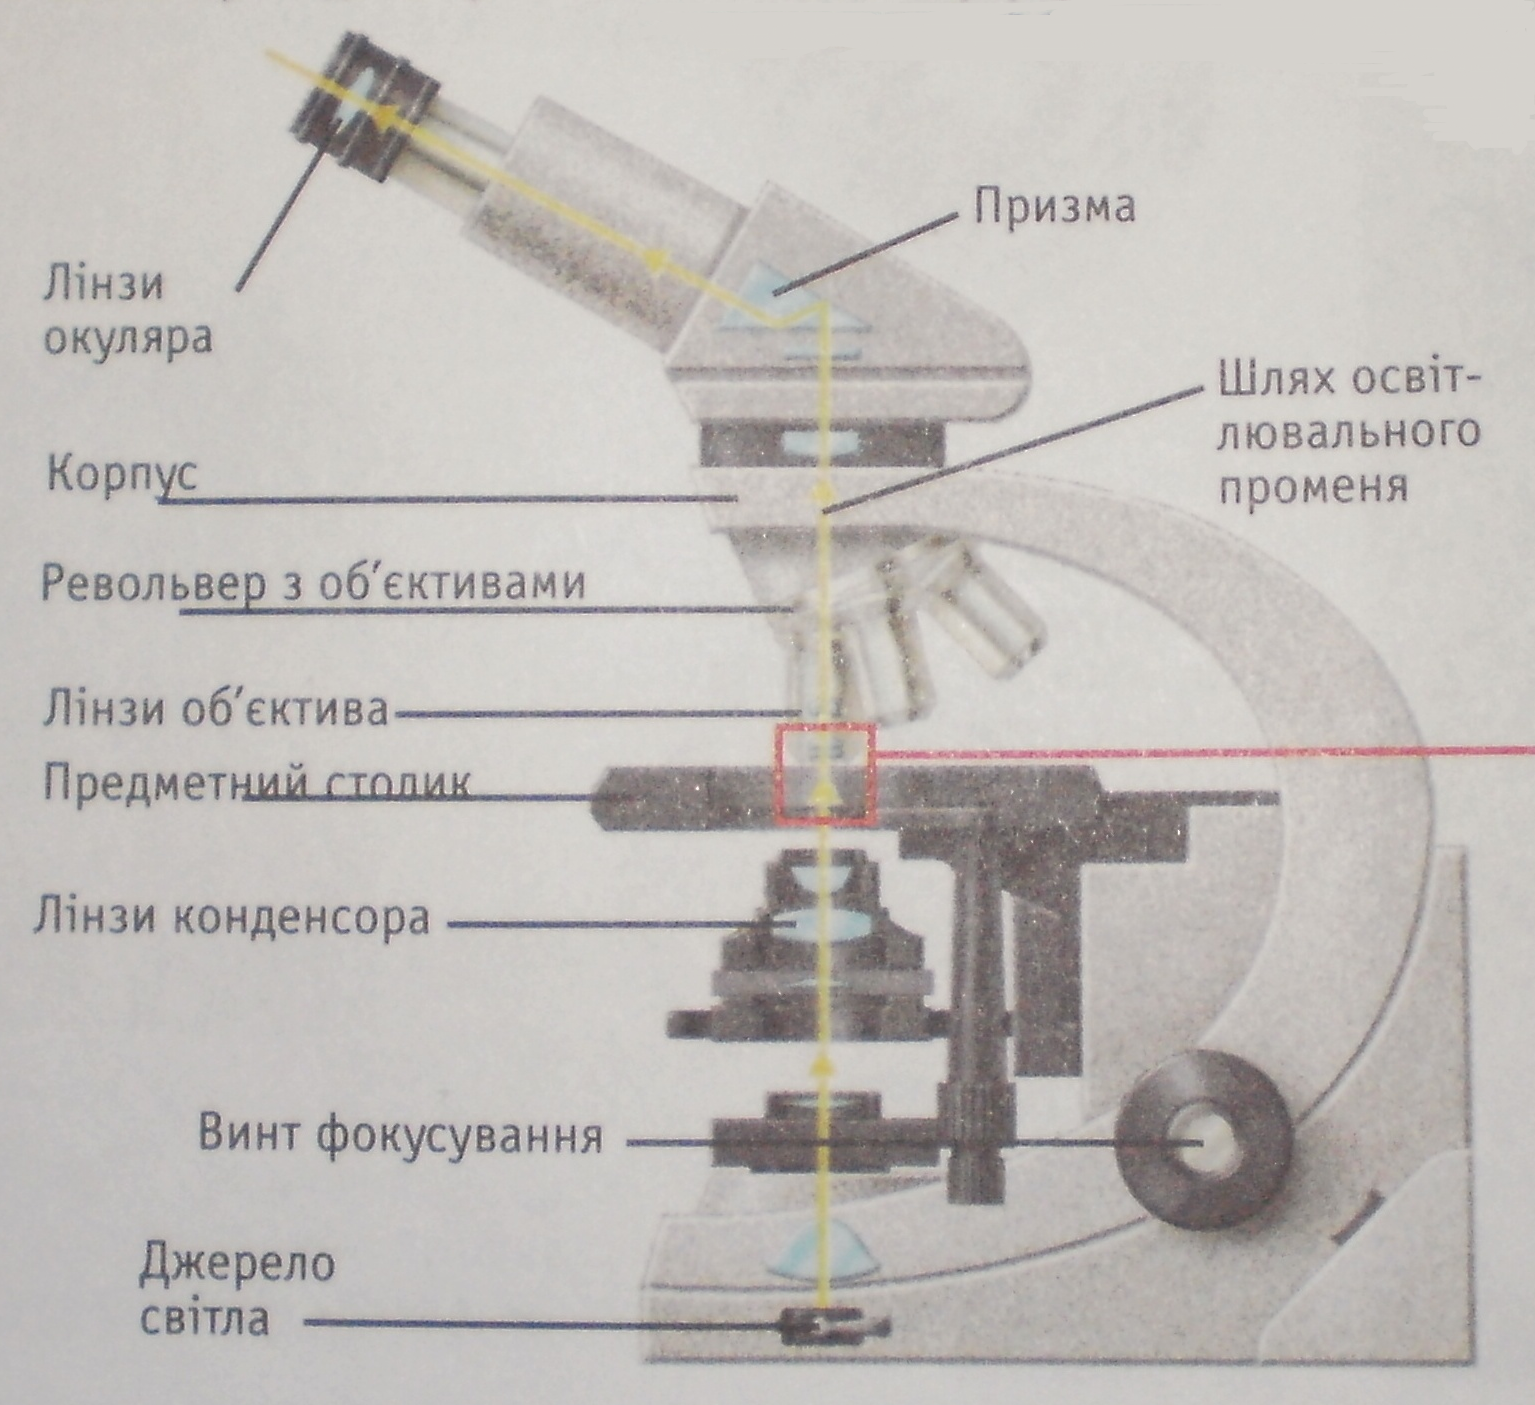 Призма
Лінзи
окуляра
Шлях освіт-
лювального
променя
Корпус
Револьвер з об'єктивами
Лінзи об'єктива
Предметний столик
Лінзи конденсора
Винт фокусування
Джерело
світла